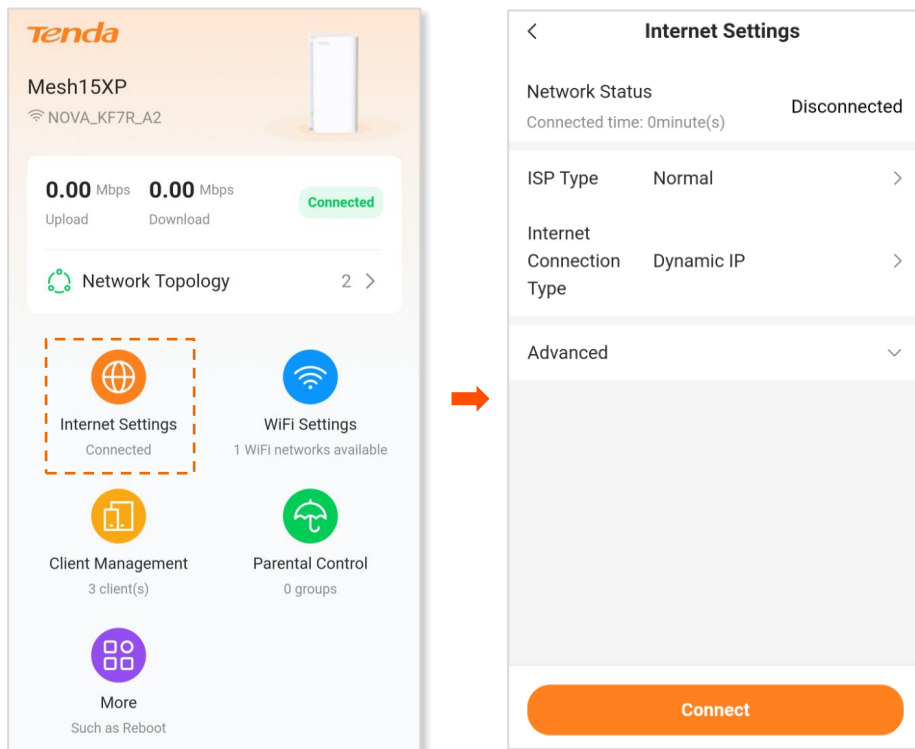 Tenda
Mesh15XP
NOVA_KF7R_A2
0.00 Mbps 0.00 Mbps
Upload Download
Connected
Network Topology 2
Internet Settings
Connected
WiFi Settings
1 WiFi networks available
Client Management
3 client(s)
Parental Control
0 groups
More
Such as Reboot
Internet Settings
Network Status
Connected time: 0minute(s)
Disconnected
ISP Type Normal
Internet
Connection Dynamic IP
Type
Advanced
Connect